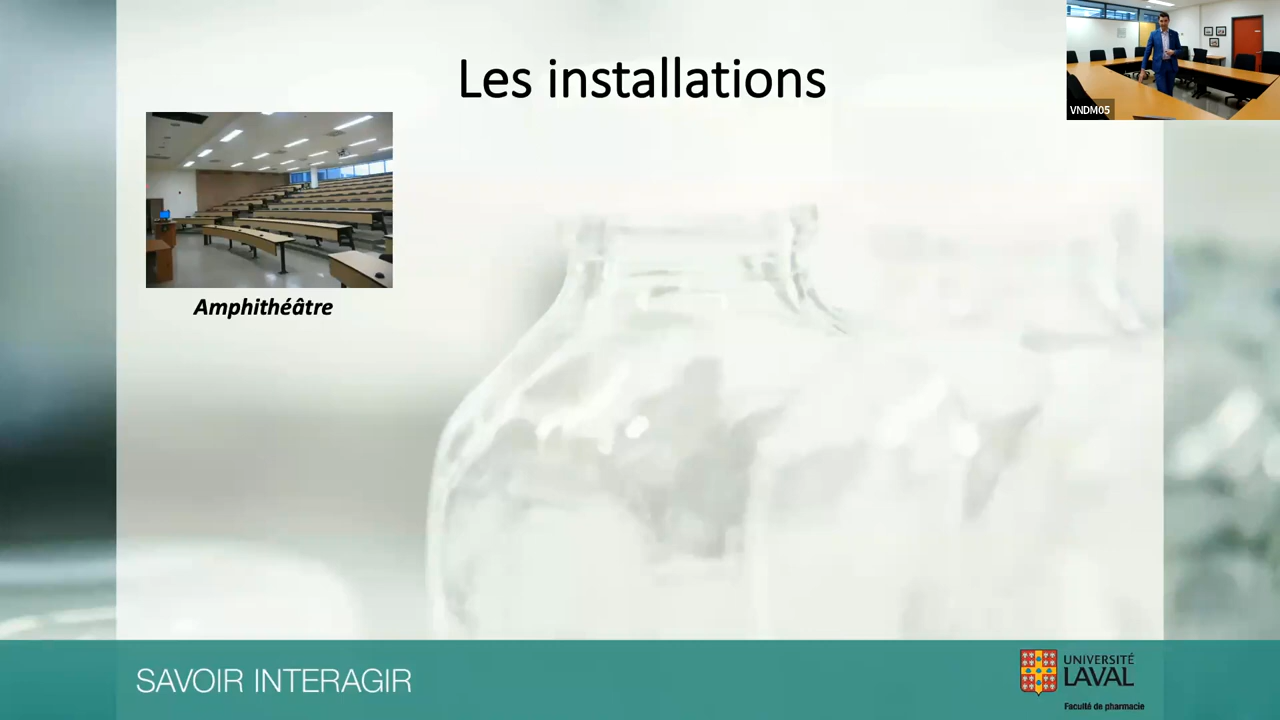 Les installations
VNDM05
Amphithéâtre
SAVOIR INTERAGIR
UNIVERSITÉ
LAVAL
Faculté de pharmacie